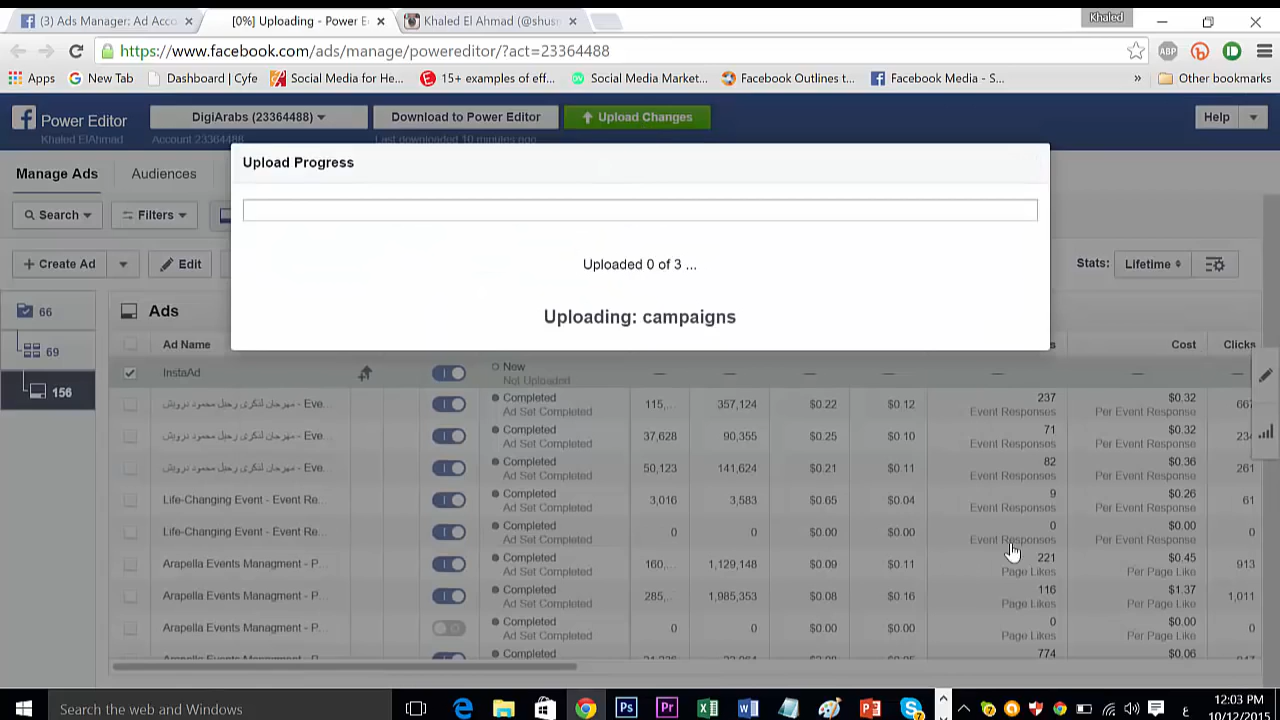 (3) Ads Manager: Ad Acco
[0%] Uploading - Power E
Khaled El Ahmad (@shusm
Khaled
https://www.facebook.com/ads/manage/powereditor/?act=23364488
ABP
Apps
New Tab
Dashboard | Cyfe
Social Media for He...
15+ examples of eff...
Social Media Market...
Facebook Outlines t...
Facebook Media - S...
»
Other bookmarks
Power Editor
Khaled ElAhmad
DigiArabs (23364488)
Account 23364488
Download to Power Editor
Last downloaded 10 minutes ago
Upload Changes
Help
Upload Progress
Manage Ads
Audiences
Search
Filters
Uploaded 0 of 3 ...
Create Ad
Edit
Stats:
Lifetime
Uploading: campaigns
66
69
156
Ads
Ad Name
Cost
Clicks
InstaAd
New
Not Uploaded
— — — — — — —
مهرجان لذكرى رحيل محمود درويش - Eve...
Completed
Ad Set Completed
115,... 357,124 $0.22 $0.12
237
Event Responses
$0.32
Per Event Response
667
مهرجان لذكرى رحيل محمود درويش - Eve...
Completed
Ad Set Completed
37,628 90,355 $0.25 $0.10
71
Event Responses
$0.32
Per Event Response
234
مهرجان لذكرى رحيل محمود درويش - Eve...
Completed
Ad Set Completed
50,123 141,624 $0.21 $0.11
82
Event Responses
$0.36
Per Event Response
261
Life-Changing Event - Event Re...
Completed
Ad Set Completed
3,016 3,583 $0.65 $0.04
9
Event Responses
$0.26
Per Event Response
61
Life-Changing Event - Event Re...
Completed
Ad Set Completed
0 0 $0.00 $0.00
0
Event Responses
$0.00
Per Event Response
0
Arapella Events Managment - P...
Completed
Ad Set Completed
160,... 1,129,148 $0.09 $0.11
221
Page Likes
$0.45
Per Page Like
913
Arapella Events Managment - P...
Completed
Ad Set Completed
285,... 1,985,353 $0.08 $0.16
116
Page Likes
$1.37
Per Page Like
1,011
Arapella Events Managment - P...
Completed
Ad Set Completed
0 0 $0.00 $0.00
0
Page Likes
$0.00
Per Page Like
0
Completed
774
$0.06
Search the web and Windows
ع
12:03 PM
10/12/2015